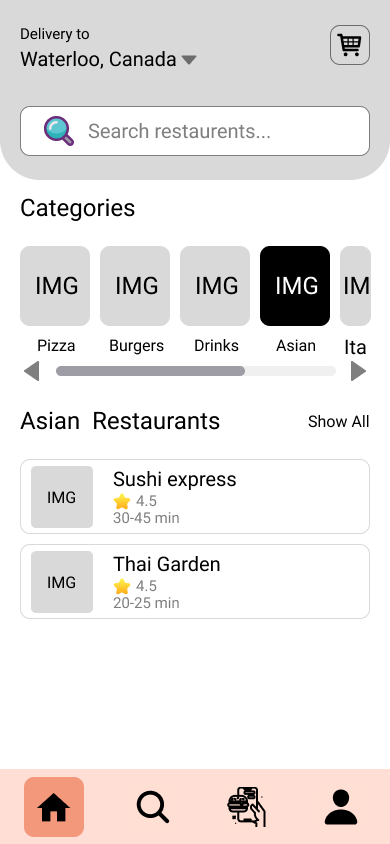 Delivery to
Waterloo, Canada
Search restaurents...
Categories
IMG IMG IMG IMG IM
Pizza Burgers Drinks Asian Ita
Asian Restaurants Show All
IMG
Sushi express
4.5
30-45 min
IMG
Thai Garden
4.5
20-25 min